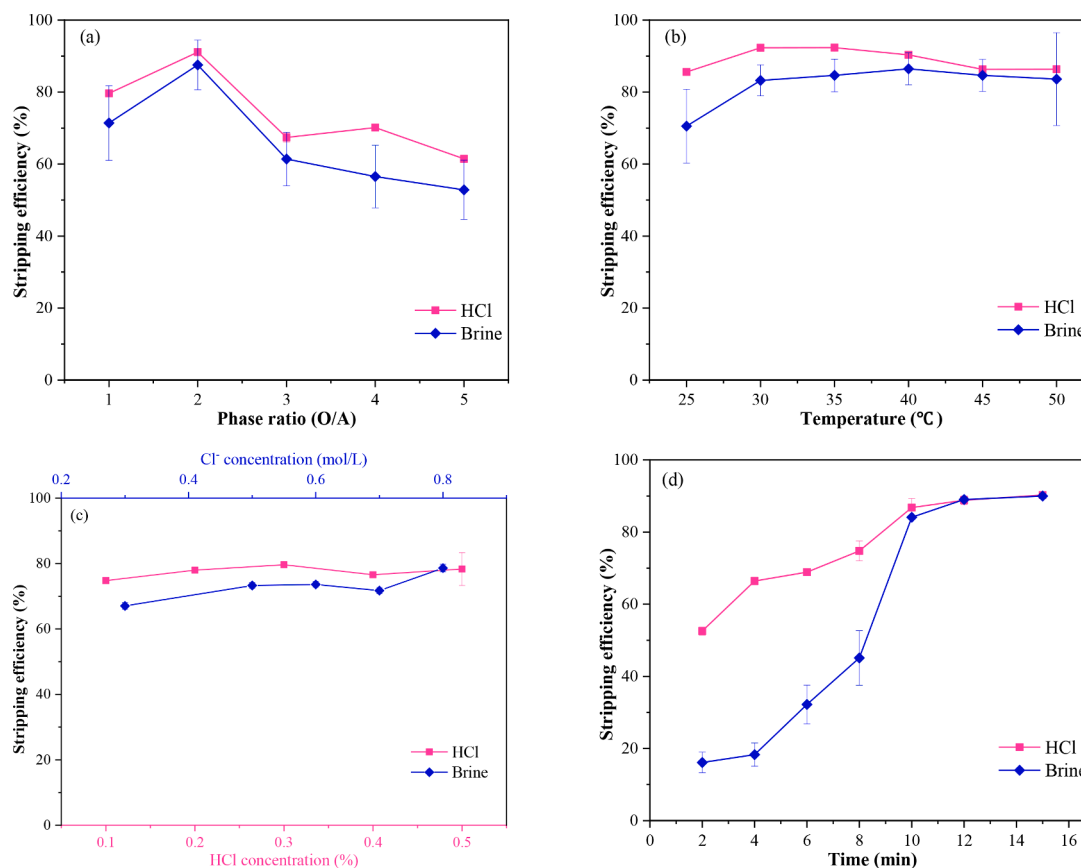 (a)
Stripping efficiency (%)
100
80
60
40
20
0
HCl
Brine
1 2 3 4 5
Phase ratio (O/A)
(b)
Stripping efficiency (%)
100
80
60
40
20
0
HCl
Brine
25 30 35 40 45 50
Temperature (℃)
Cl⁻ concentration (mol/L)
0.2 0.4 0.6 0.8
(c)
Stripping efficiency (%)
100
80
60
40
20
0
HCl
Brine
0.1 0.2 0.3 0.4 0.5
HCl concentration (%)
(d)
Stripping efficiency (%)
100
80
60
40
20
0
HCl
Brine
0 2 4 6 8 10 12 14 16
Time (min)